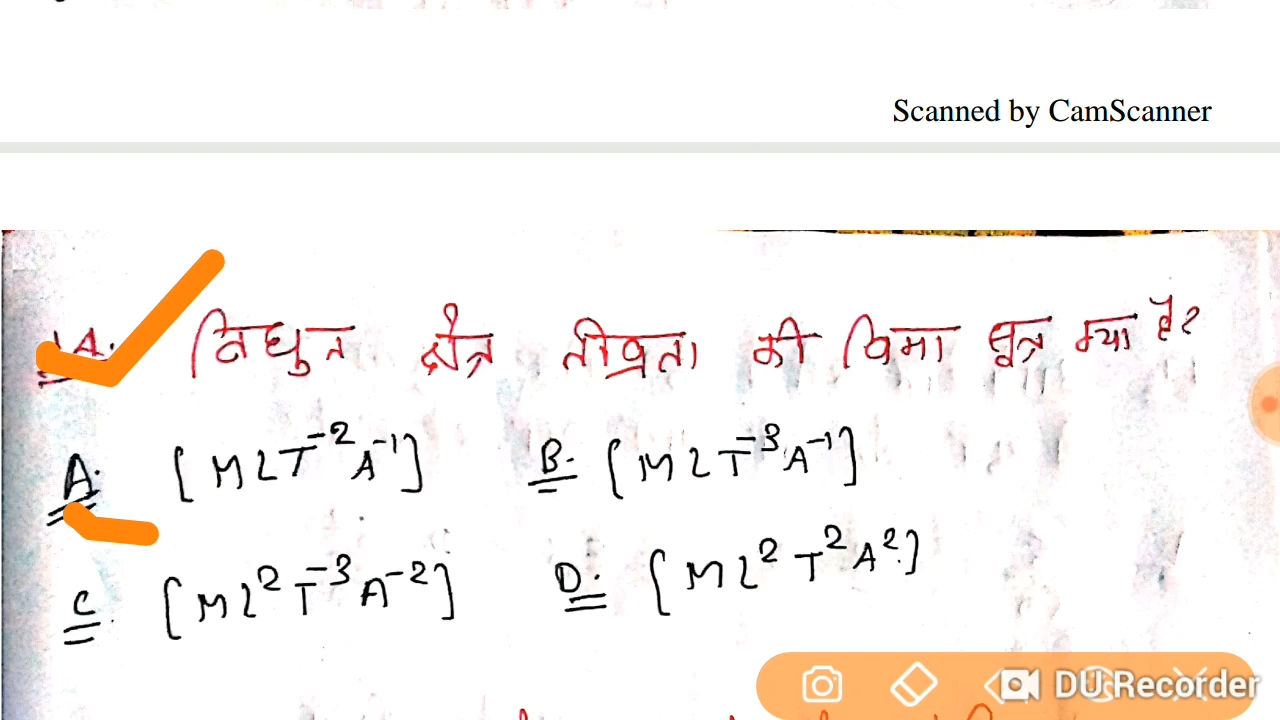 Scanned by CamScanner
1A. विधुत क्षेत्र तीव्रता की विमा सूत्र क्या है?
A. [MLT⁻²A⁻¹] B. [MLT⁻³A⁻¹]
C. [ML²T⁻³A⁻²] D. [ML²T²A²]
DU Recorder